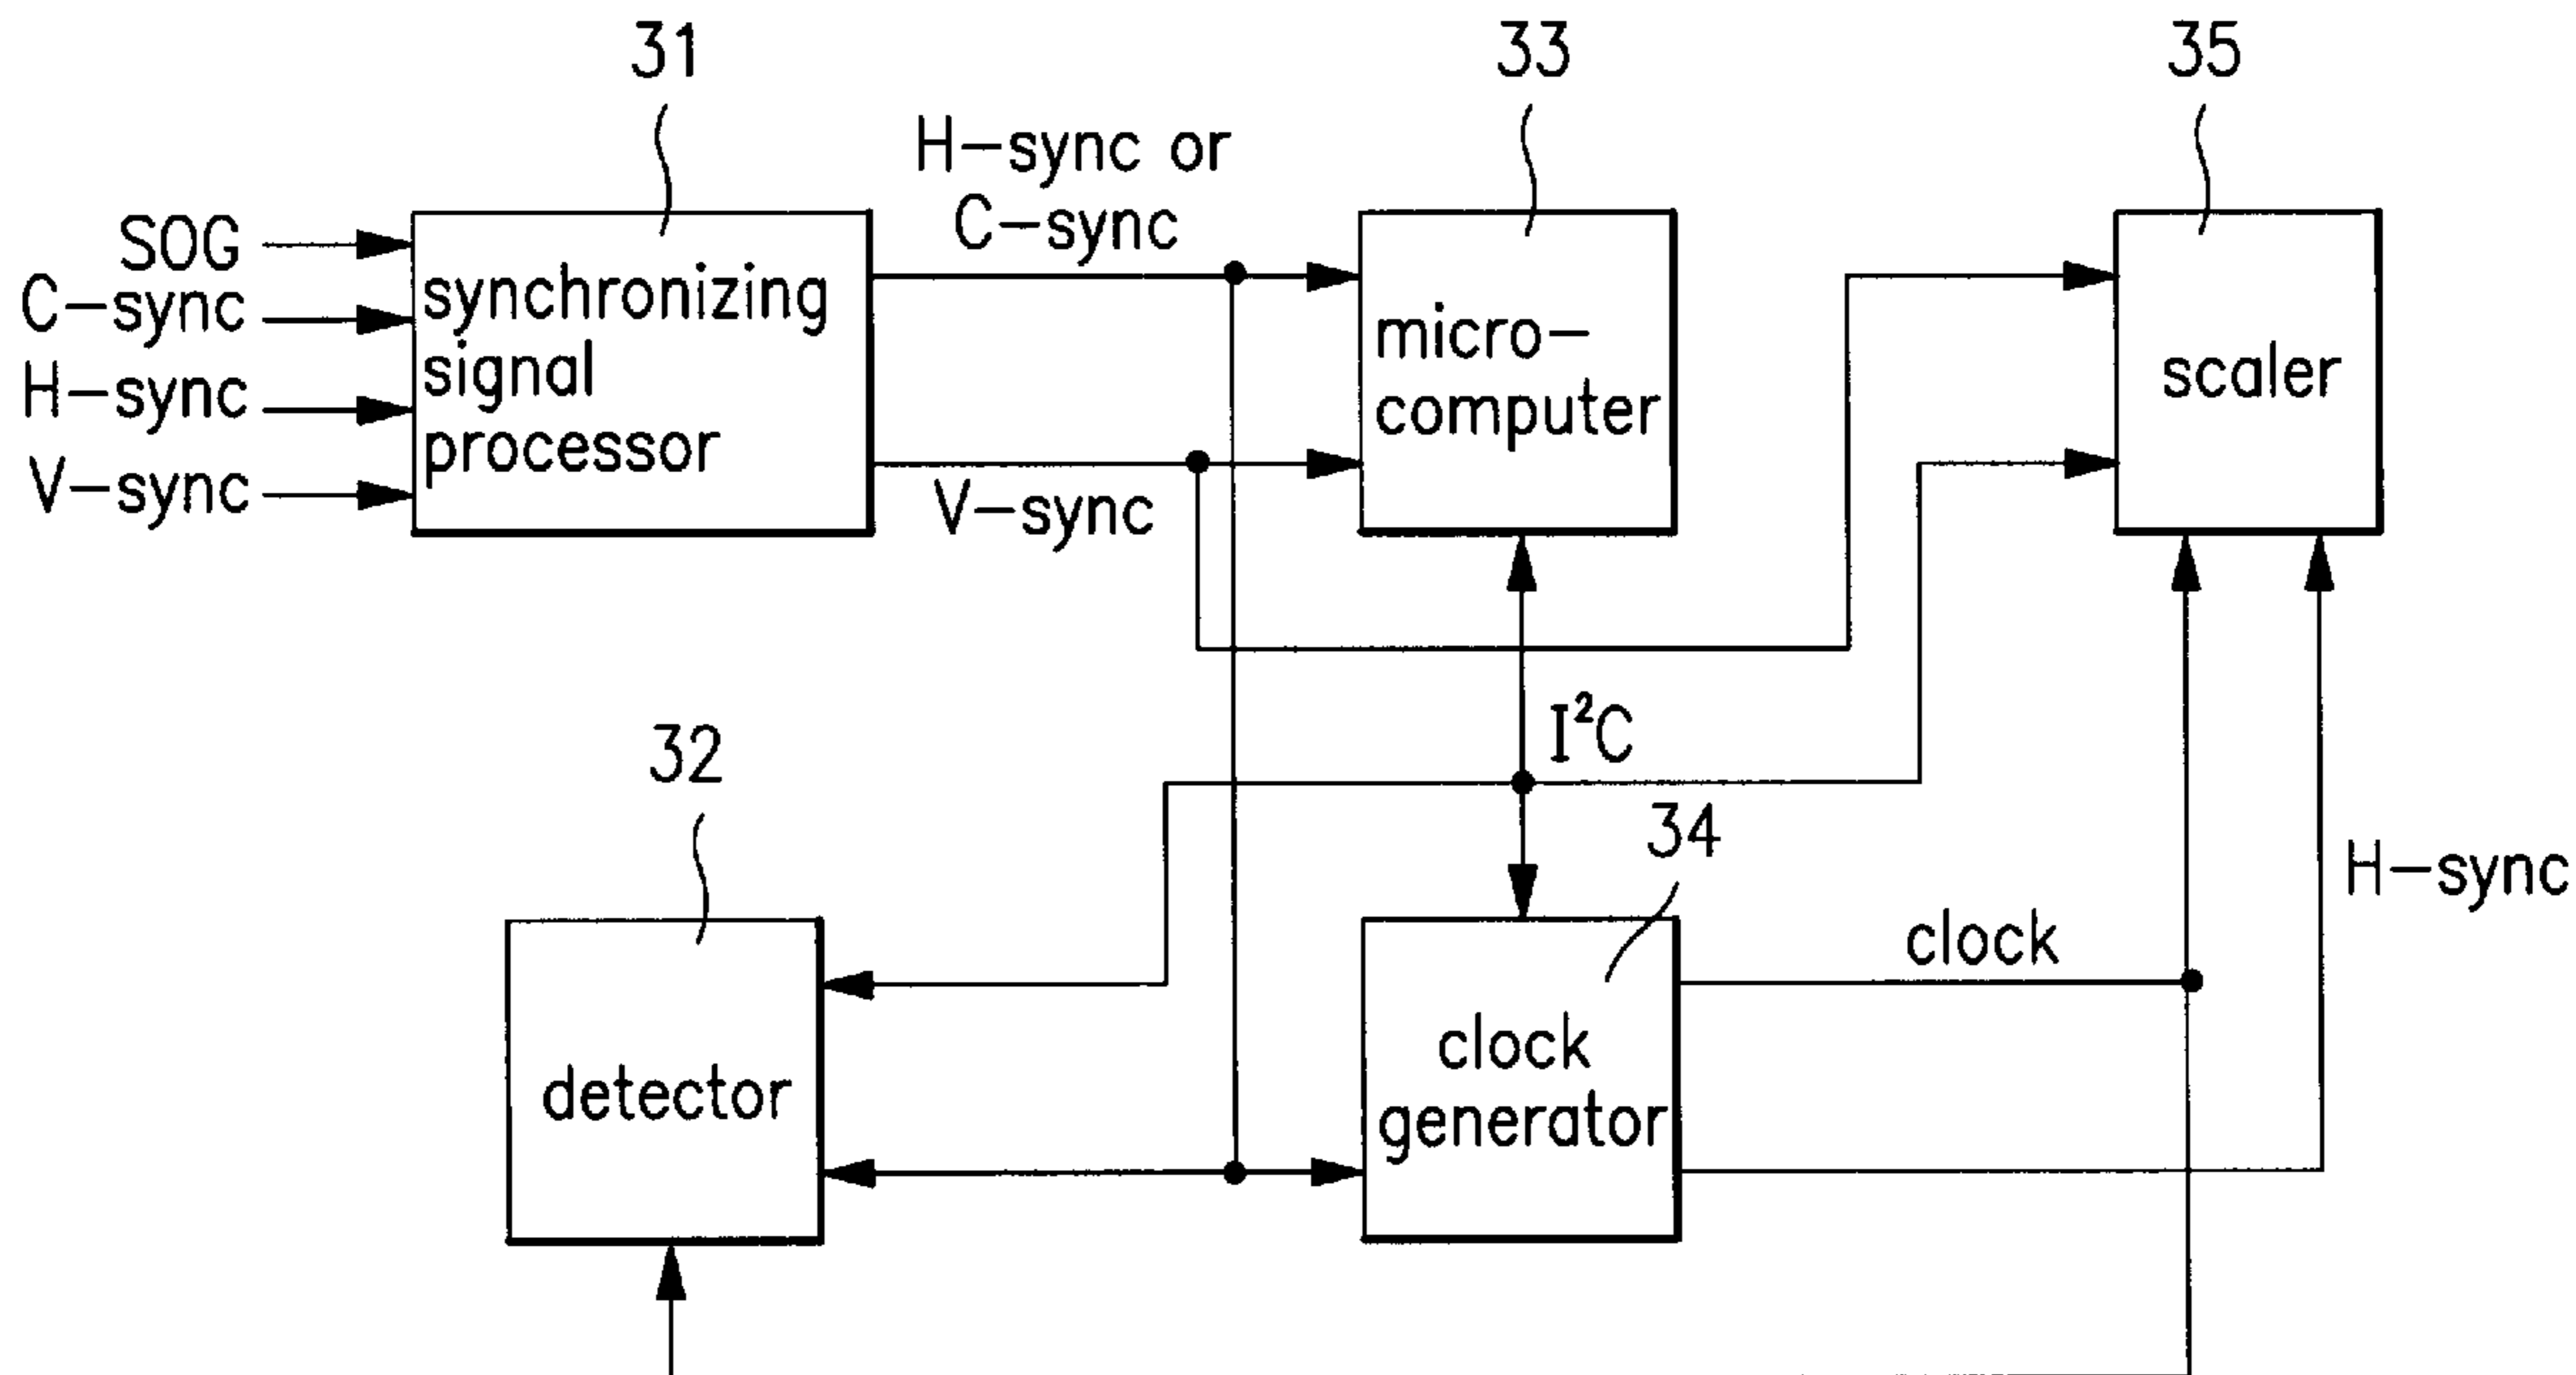 31
33
35
H-sync or
C-sync
SOG
C-sync
H-sync
V-sync
synchronizing
signal
processor
micro-
computer
scaler
V-sync
I²C
32
34
H-sync
clock
detector
clock
generator